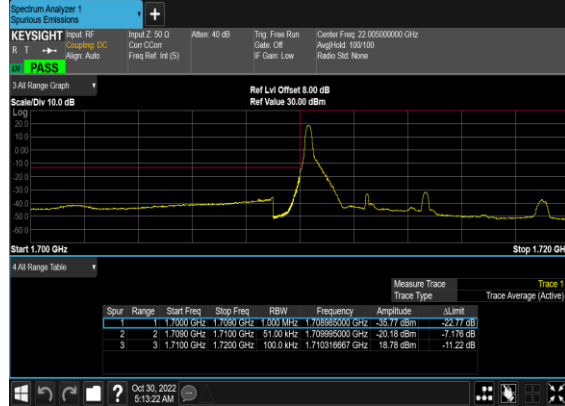 Spectrum Analyzer 1
Spurious Emissions
+
KEYSIGHT Input: RF Input Z: 50 Ω Atten: 40 dB Trig: Free Run Center Freq: 22.005000000 GHz
R T Coupling: DC Corr CCorr Gate: Off Avg|Hold: 100/100
Align: Auto Freq Ref: Int (S) IF Gain: Low Radio Std: None
PASS
3 All Range Graph
Ref Lvl Offset 8.00 dB
Scale/Div 10.0 dB Ref Value 30.00 dBm
Log
20.0
10.0
0.00
-10.0
-20.0
-30.0
-40.0
-50.0
-60.0
Start 1.700 GHz Stop 1.720 GH
4 All Range Table
Measure Trace Trace 1
Trace Type Trace Average (Active)
Spur Range Start Freq Stop Freq RBW Frequency Amplitude ΔLimit
1 1 1.7000 GHz 1.7090 GHz 1.000 MHz 1.708985000 GHz -35.77 dBm -22.77 dB
2 2 1.7090 GHz 1.7100 GHz 51.00 kHz 1.709995000 GHz -20.18 dBm -7.176 dB
3 3 1.7100 GHz 1.7200 GHz 100.0 kHz 1.710316667 GHz 18.78 dBm -11.22 dB
? Oct 30, 2022
5:13:22 AM